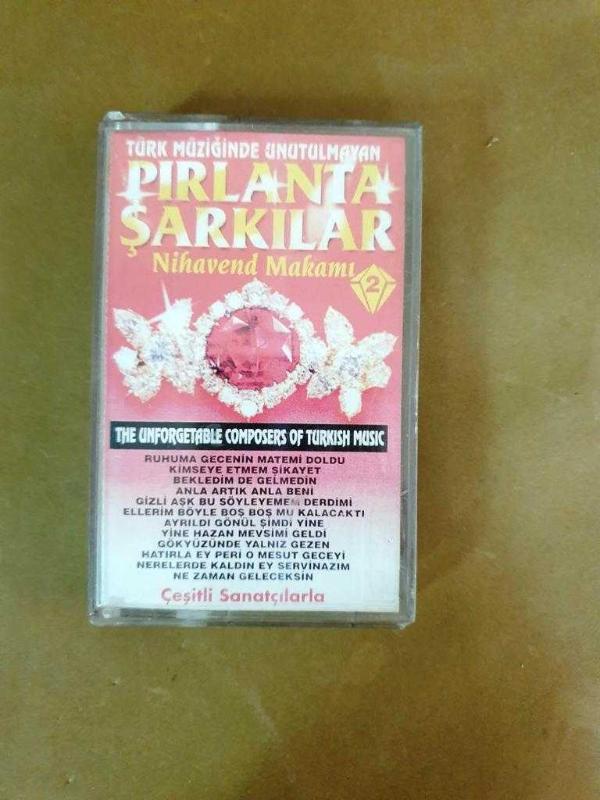 TÜRK MÜZİĞİNDE UNUTULMAYAN
PIRLANTA
ŞARKILAR
Nihavend Makamı
2
THE UNFORGETABLE COMPOSERS OF TURKISH MUSIC
RUHUMA GECENİN MATEMİ DOLDU
KİMSEYE ETMEM ŞİKAYET
BEKLEDİM DE GELMEDİN
ANLA ARTIK ANLA BENİ
GİZLİ AŞK BU SÖYLEYEMEM DERDİMİ
ELLERİM BÖYLE BOŞ BOŞ MU KALACAKTI
AYRILDI GÖNÜL ŞİMDİ YİNE
YİNE HAZAN MEVSİMİ GELDİ
GÖKYÜZÜNDE YALNIZ GEZEN
HATIRLA EY PERİ O MESUT GECEYİ
NERELERDE KALDIN EY SERVİNAZIM
NE ZAMAN GELECEKSİN
Çeşitli Sanatçılarla